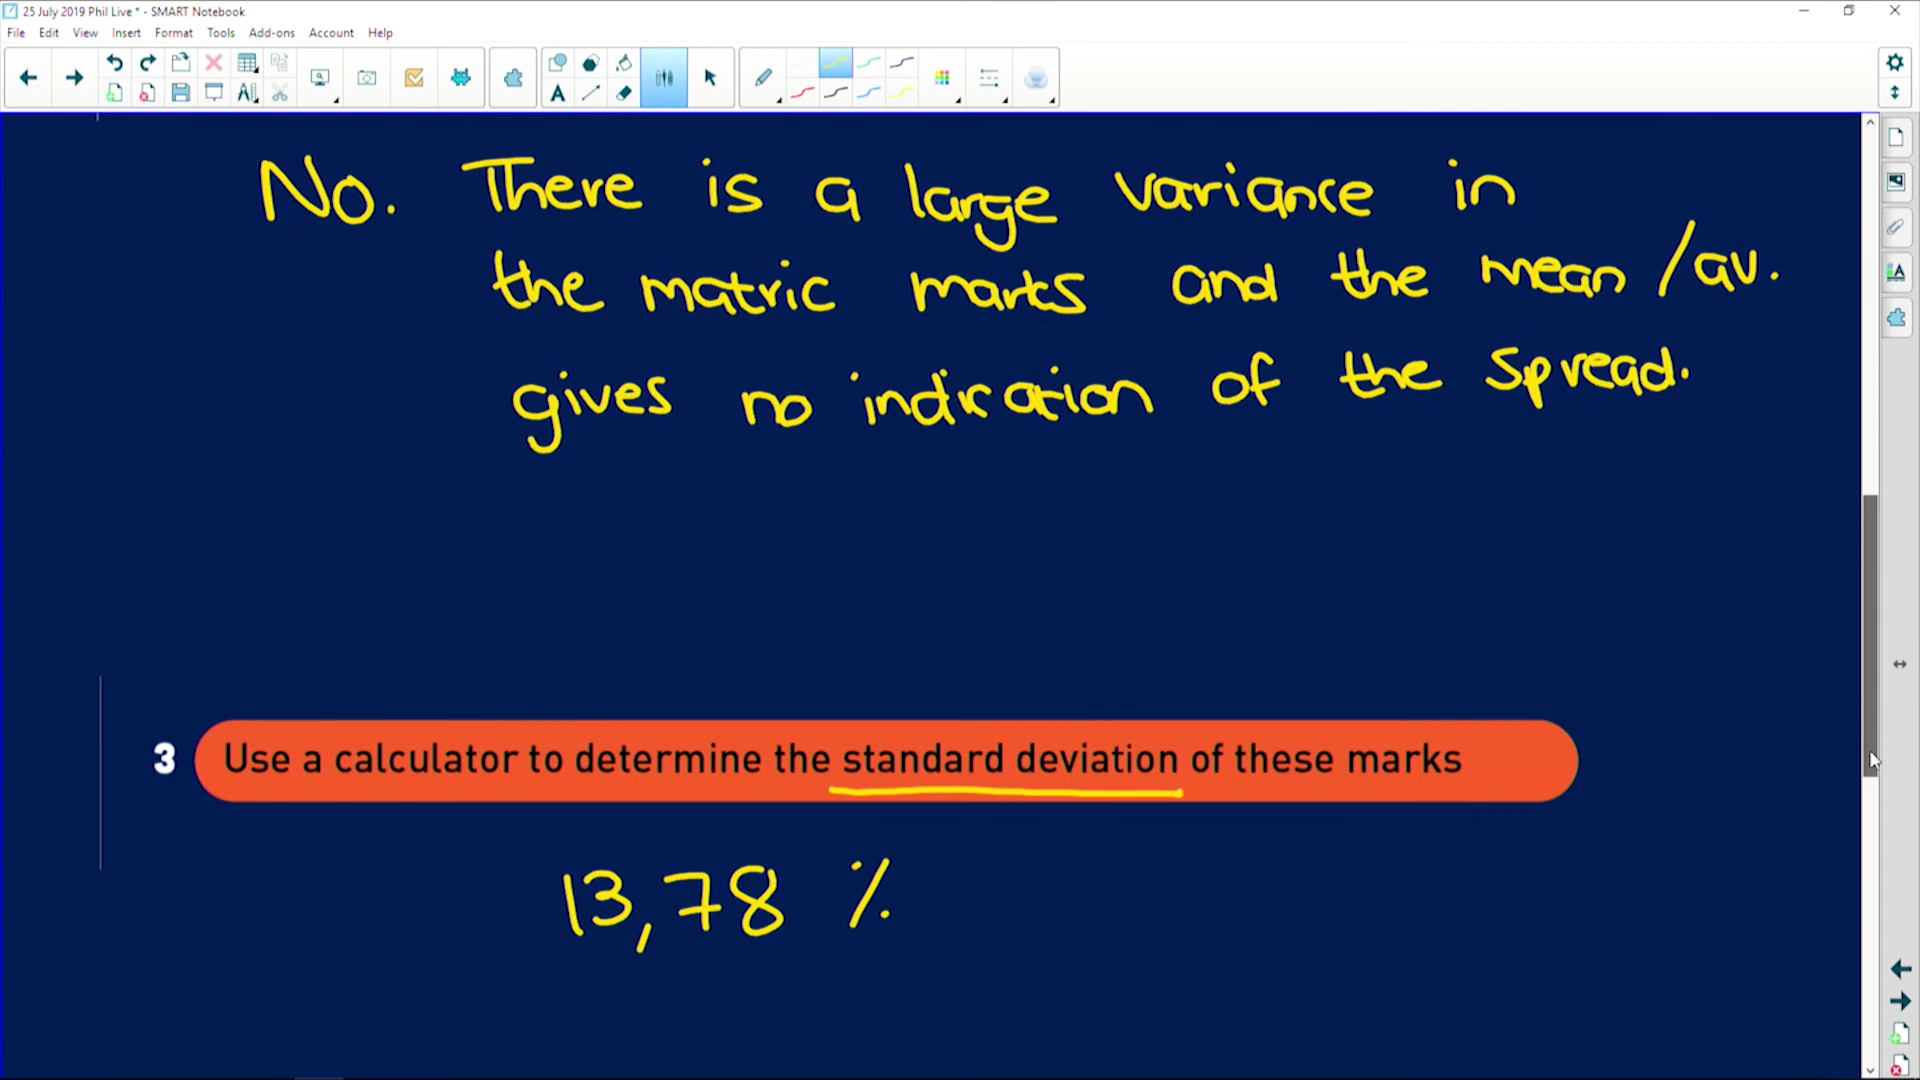 25 July 2019 Phil Live * - SMART Notebook
File Edit View Insert Format Tools Add-ons Account Help
No. There is a large variance in
the matric marks and the mean /av.
gives no indication of the spread.
3 Use a calculator to determine the standard deviation of these marks
13,78 %